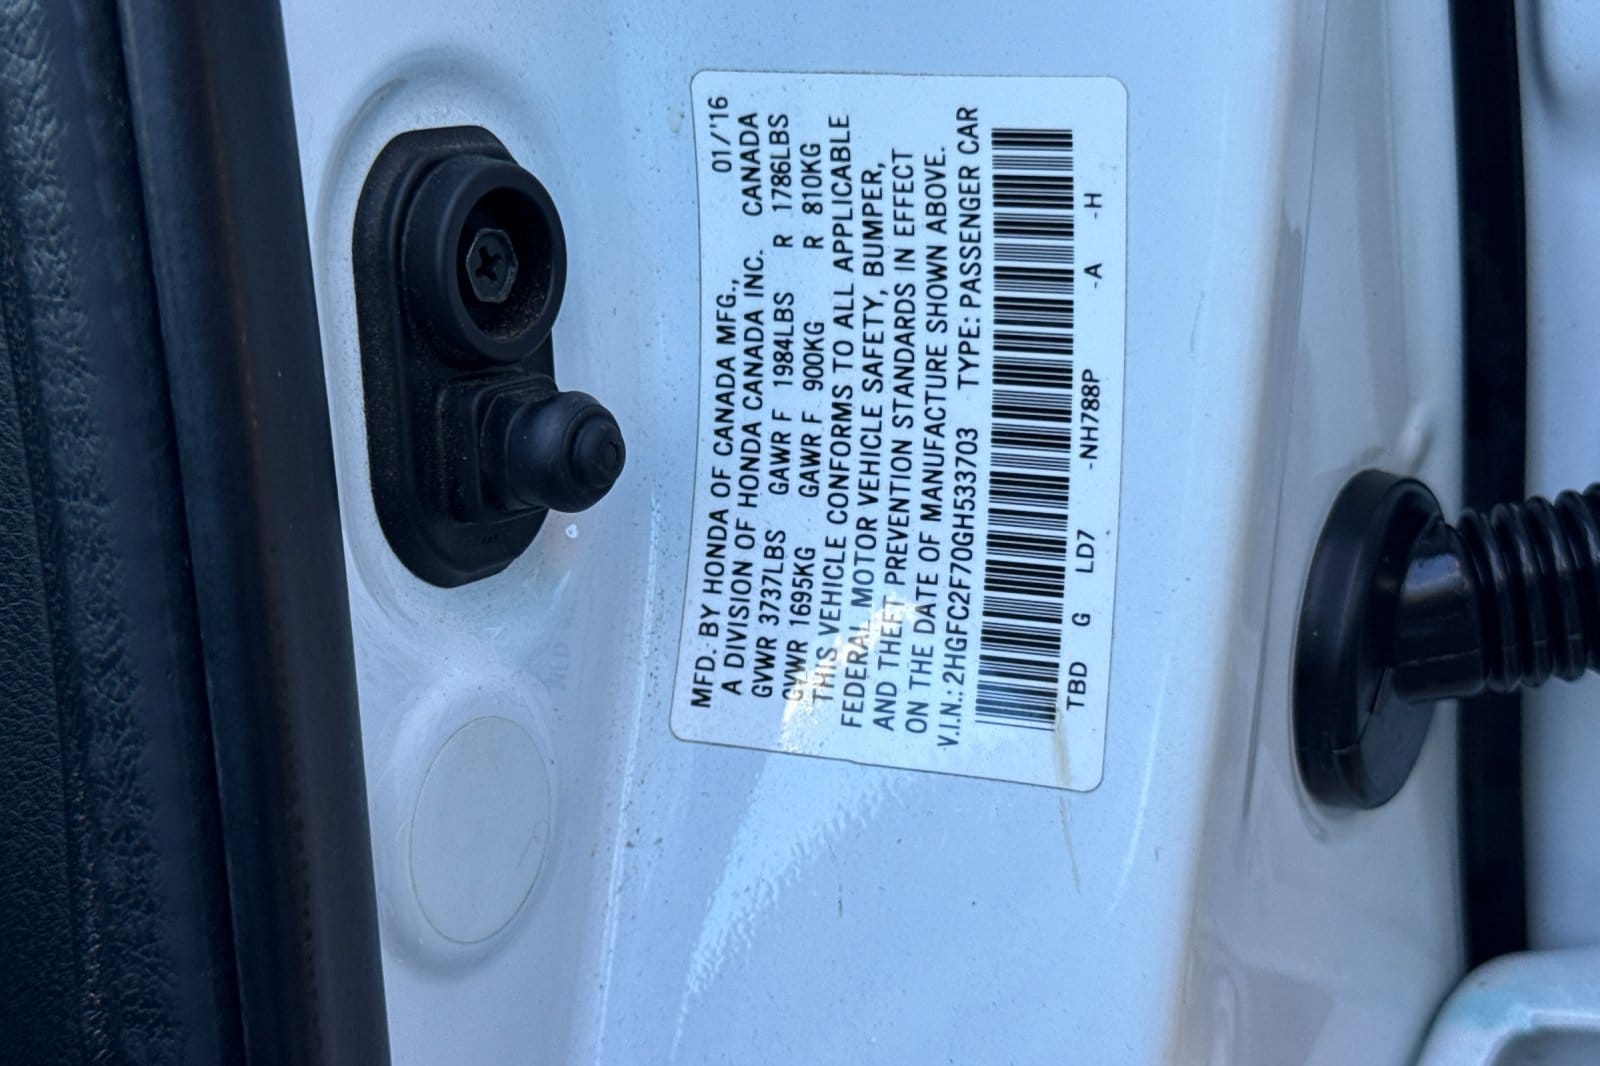 MFD. BY HONDA OF CANADA MFG., 01/'16
A DIVISION OF HONDA CANADA INC. CANADA
GVWR 3737LBS GAWR F 1984LBS R 1786LBS
GVWR 1695KG GAWR F 900KG R 810KG
THIS VEHICLE CONFORMS TO ALL APPLICABLE
FEDERAL MOTOR VEHICLE SAFETY, BUMPER,
AND THEFT PREVENTION STANDARDS IN EFFECT
ON THE DATE OF MANUFACTURE SHOWN ABOVE.
V.I.N.: 2HGFC2F70GH533703 TYPE: PASSENGER CAR
TBD G LD7 -NH788P -A -H